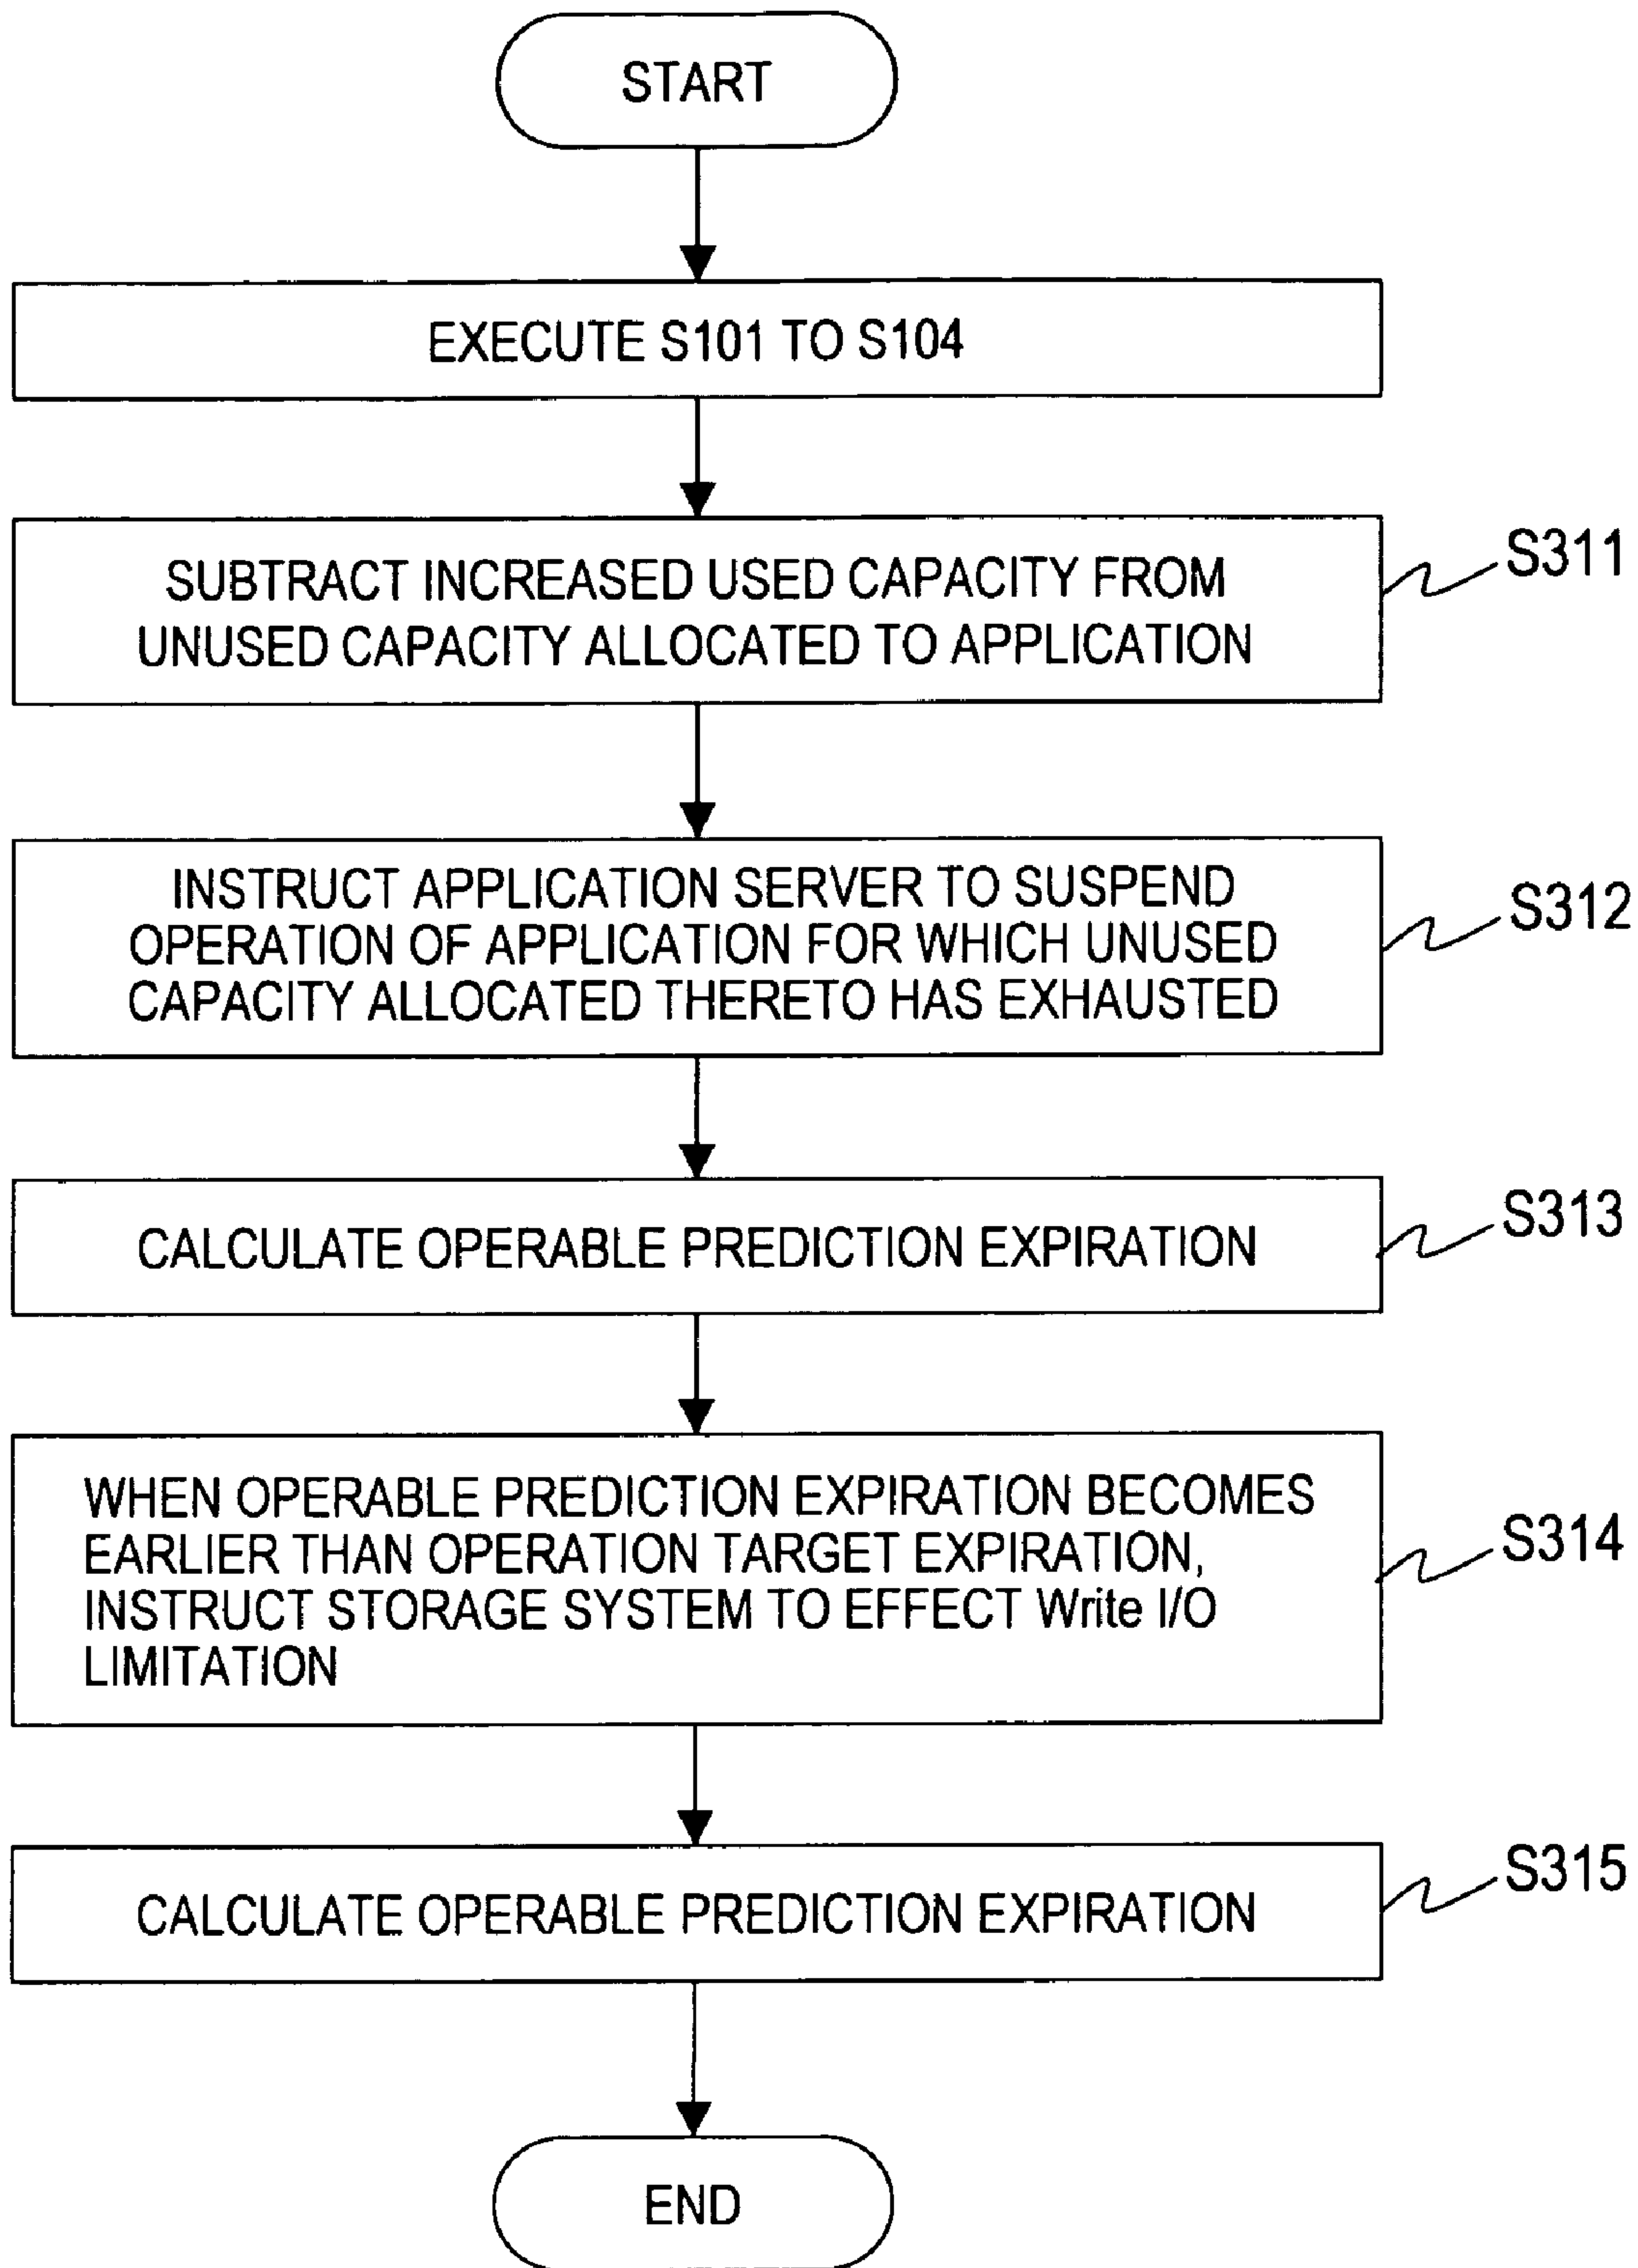 START
EXECUTE S101 TO S104
SUBTRACT INCREASED USED CAPACITY FROM
UNUSED CAPACITY ALLOCATED TO APPLICATION
S311
INSTRUCT APPLICATION SERVER TO SUSPEND
OPERATION OF APPLICATION FOR WHICH UNUSED
CAPACITY ALLOCATED THERETO HAS EXHAUSTED
S312
CALCULATE OPERABLE PREDICTION EXPIRATION
S313
WHEN OPERABLE PREDICTION EXPIRATION BECOMES
EARLIER THAN OPERATION TARGET EXPIRATION,
INSTRUCT STORAGE SYSTEM TO EFFECT Write I/O
LIMITATION
S314
CALCULATE OPERABLE PREDICTION EXPIRATION
S315
END